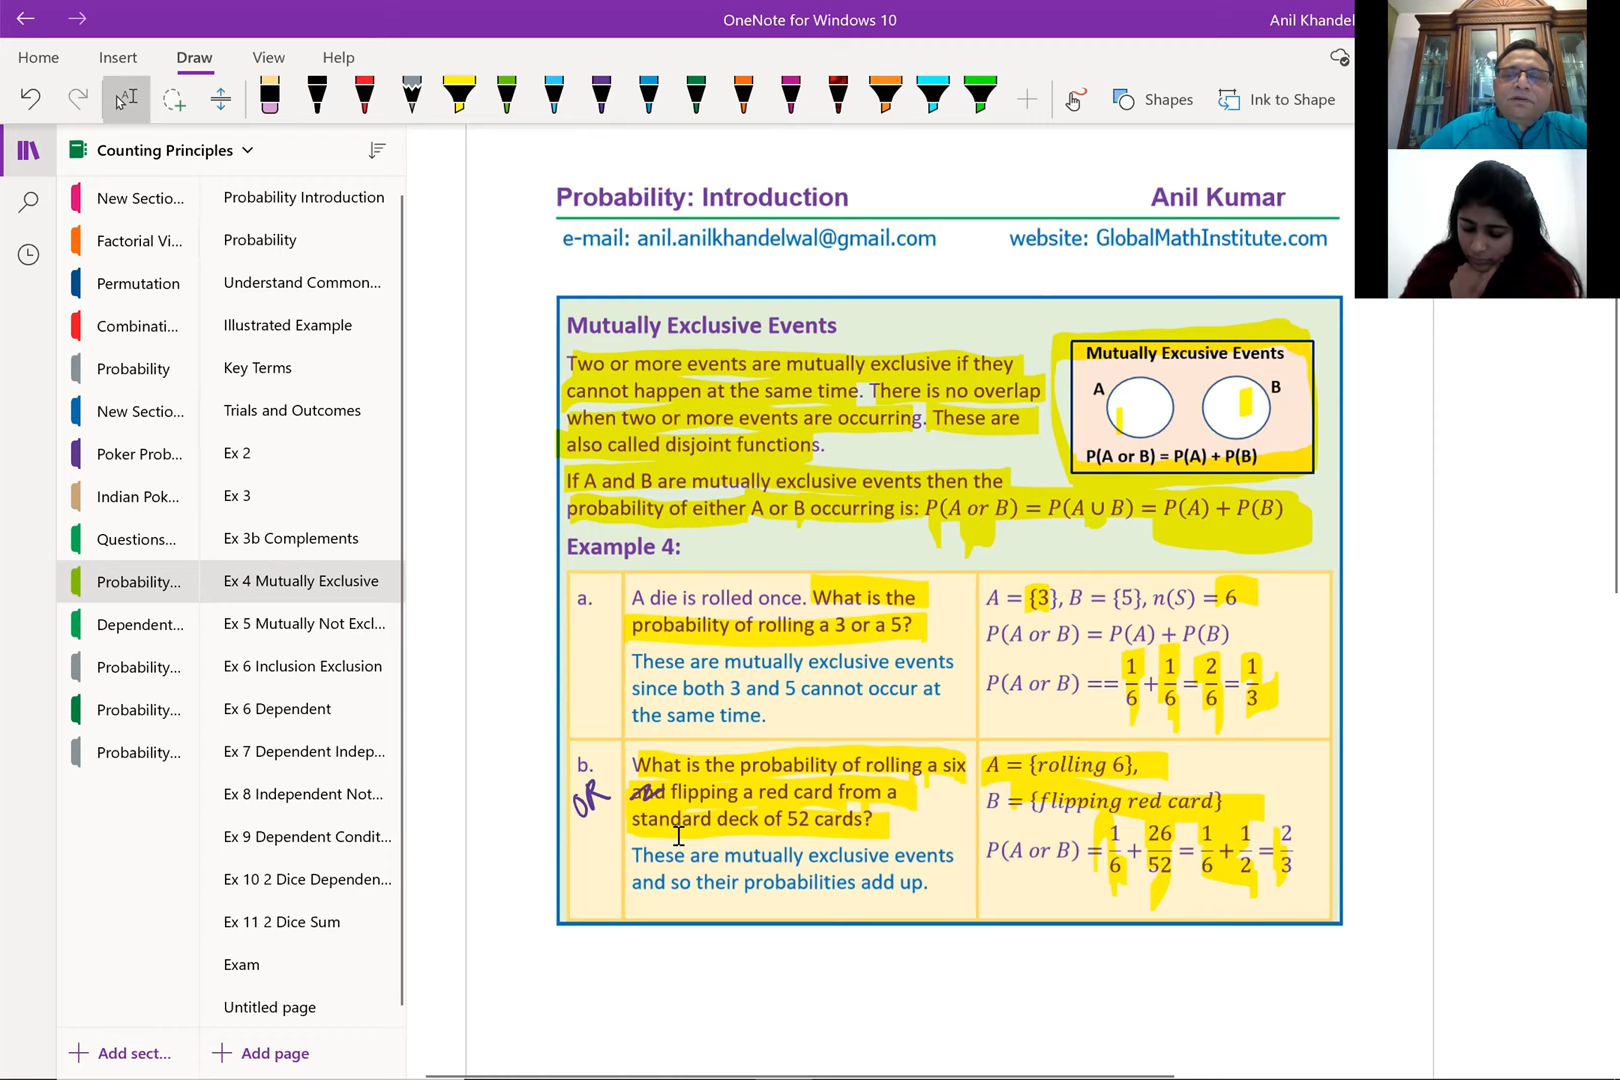 OneNote for Windows 10
Anil Khandel
Home Insert Draw View Help
Shapes Ink to Shape
Counting Principles
New Sectio...
Factorial Vi...
Permutation
Combinati...
Probability
New Sectio...
Poker Prob...
Indian Pok...
Questions...
Probability...
Dependent...
Probability...
Probability...
Probability...
Add sect...
Probability Introduction
Probability
Understand Common...
Illustrated Example
Key Terms
Trials and Outcomes
Ex 2
Ex 3
Ex 3b Complements
Ex 4 Mutually Exclusive
Ex 5 Mutually Not Excl...
Ex 6 Inclusion Exclusion
Ex 6 Dependent
Ex 7 Dependent Indep...
Ex 8 Independent Not...
Ex 9 Dependent Condit...
Ex 10 2 Dice Dependen...
Ex 11 2 Dice Sum
Exam
Untitled page
Add page
Probability: Introduction Anil Kumar
e-mail: anil.anilkhandelwal@gmail.com website: GlobalMathInstitute.com
Mutually Exclusive Events
Two or more events are mutually exclusive if they
cannot happen at the same time. There is no overlap
when two or more events are occurring. These are
also called disjoint functions.
Mutually Excusive Events
A B
P(A or B) = P(A) + P(B)
If A and B are mutually exclusive events then the
probability of either A or B occurring is: P(A or B) = P(A ∪ B) = P(A) + P(B)
Example 4:
a.
A die is rolled once. What is the
probability of rolling a 3 or a 5?
These are mutually exclusive events
since both 3 and 5 cannot occur at
the same time.
A = {3}, B = {5}, n(S) = 6
P(A or B) = P(A) + P(B)
P(A or B) == 1/6 + 1/6 = 2/6 = 1/3
b.
OR
What is the probability of rolling a six
and flipping a red card from a
standard deck of 52 cards?
These are mutually exclusive events
and so their probabilities add up.
A = {rolling 6},
B = {flipping red card}
P(A or B) = 1/6 + 26/52 = 1/6 + 1/2 = 2/3